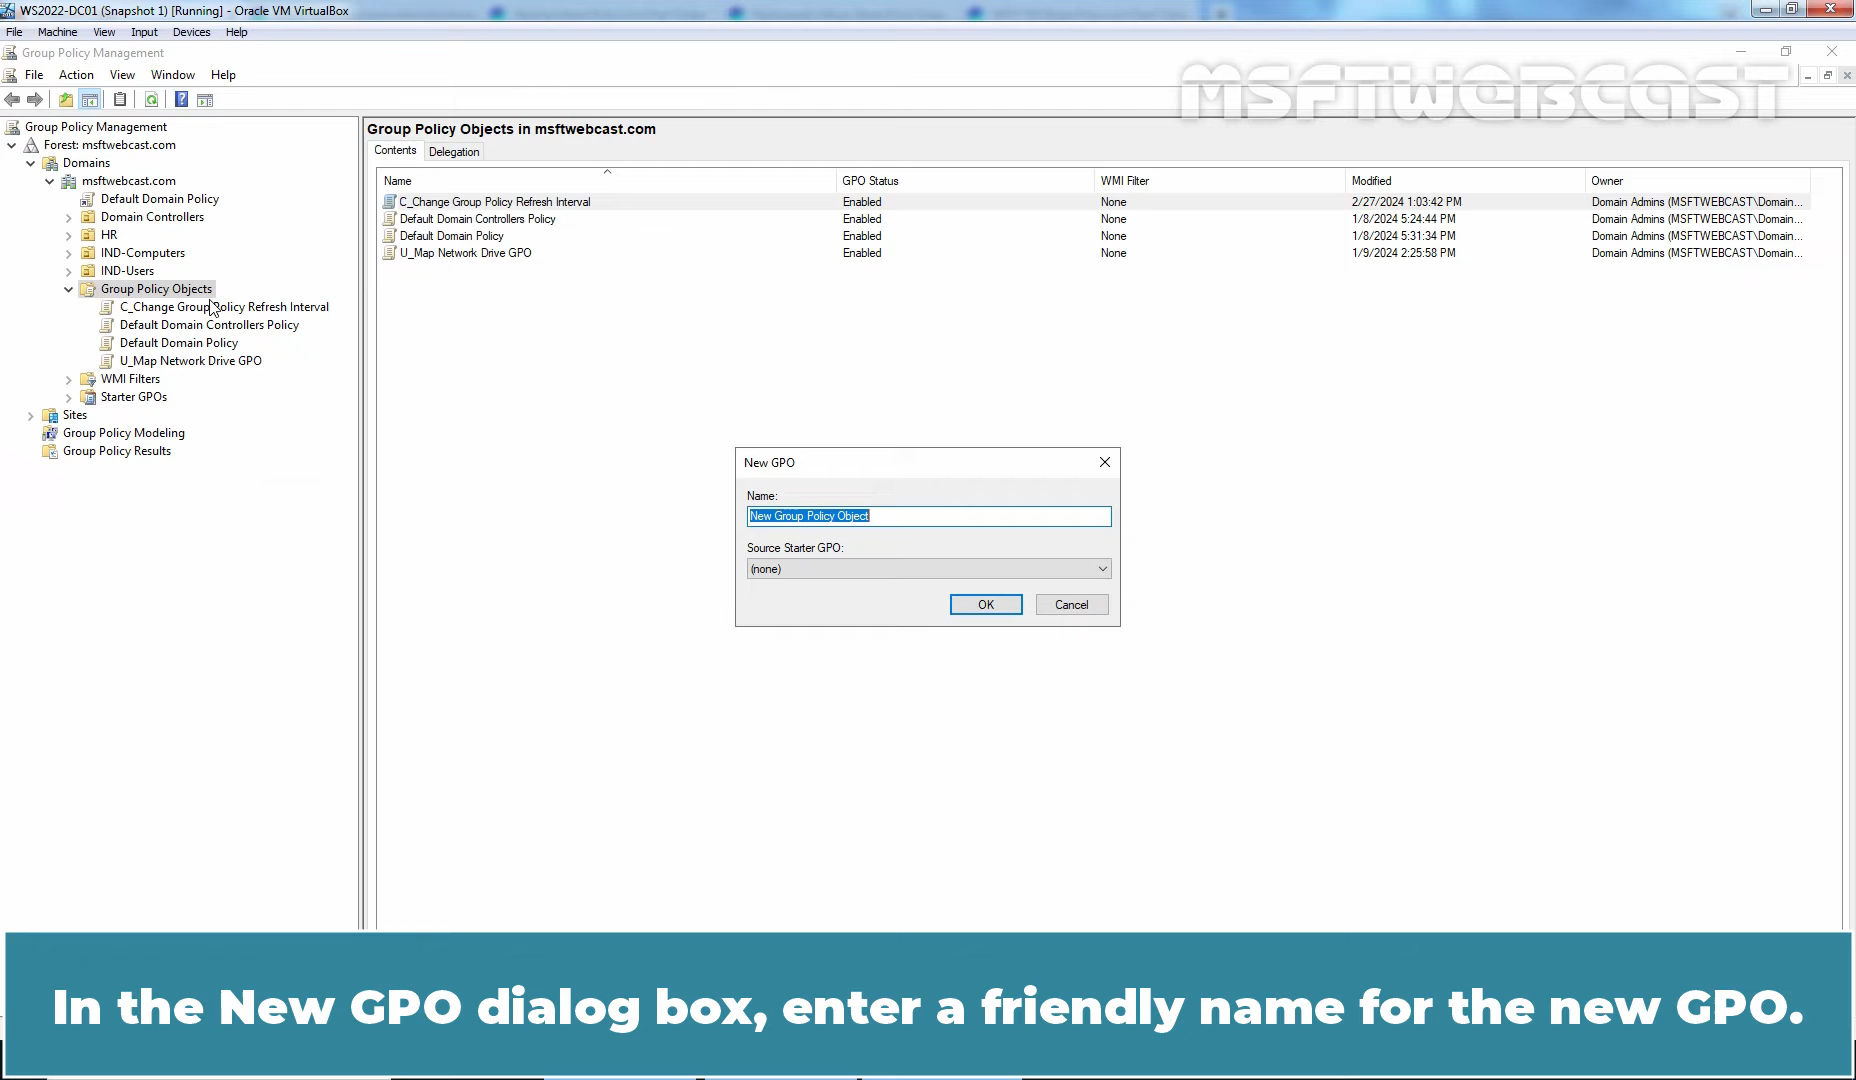 WS2022-DC01 (Snapshot 1) [Running] - Oracle VM VirtualBox
File Machine View Input Devices Help
Group Policy Management
File Action View Window Help
MSFTWEBCAST
Group Policy Management
Forest: msftwebcast.com
Domains
msftwebcast.com
Default Domain Policy
Domain Controllers
HR
IND-Computers
IND-Users
Group Policy Objects
C_Change Group Policy Refresh Interval
Default Domain Controllers Policy
Default Domain Policy
U_Map Network Drive GPO
WMI Filters
Starter GPOs
Sites
Group Policy Modeling
Group Policy Results
Group Policy Objects in msftwebcast.com
Contents Delegation
Name GPO Status WMI Filter Modified Owner
C_Change Group Policy Refresh Interval Enabled None 2/27/2024 1:03:42 PM Domain Admins (MSFTWEBCAST\Domain...
Default Domain Controllers Policy Enabled None 1/8/2024 5:24:44 PM Domain Admins (MSFTWEBCAST\Domain...
Default Domain Policy Enabled None 1/8/2024 5:31:34 PM Domain Admins (MSFTWEBCAST\Domain...
U_Map Network Drive GPO Enabled None 1/9/2024 2:25:58 PM Domain Admins (MSFTWEBCAST\Domain...
New GPO
Name:
New Group Policy Object
Source Starter GPO:
(none)
OK Cancel
In the New GPO dialog box, enter a friendly name for the new GPO.